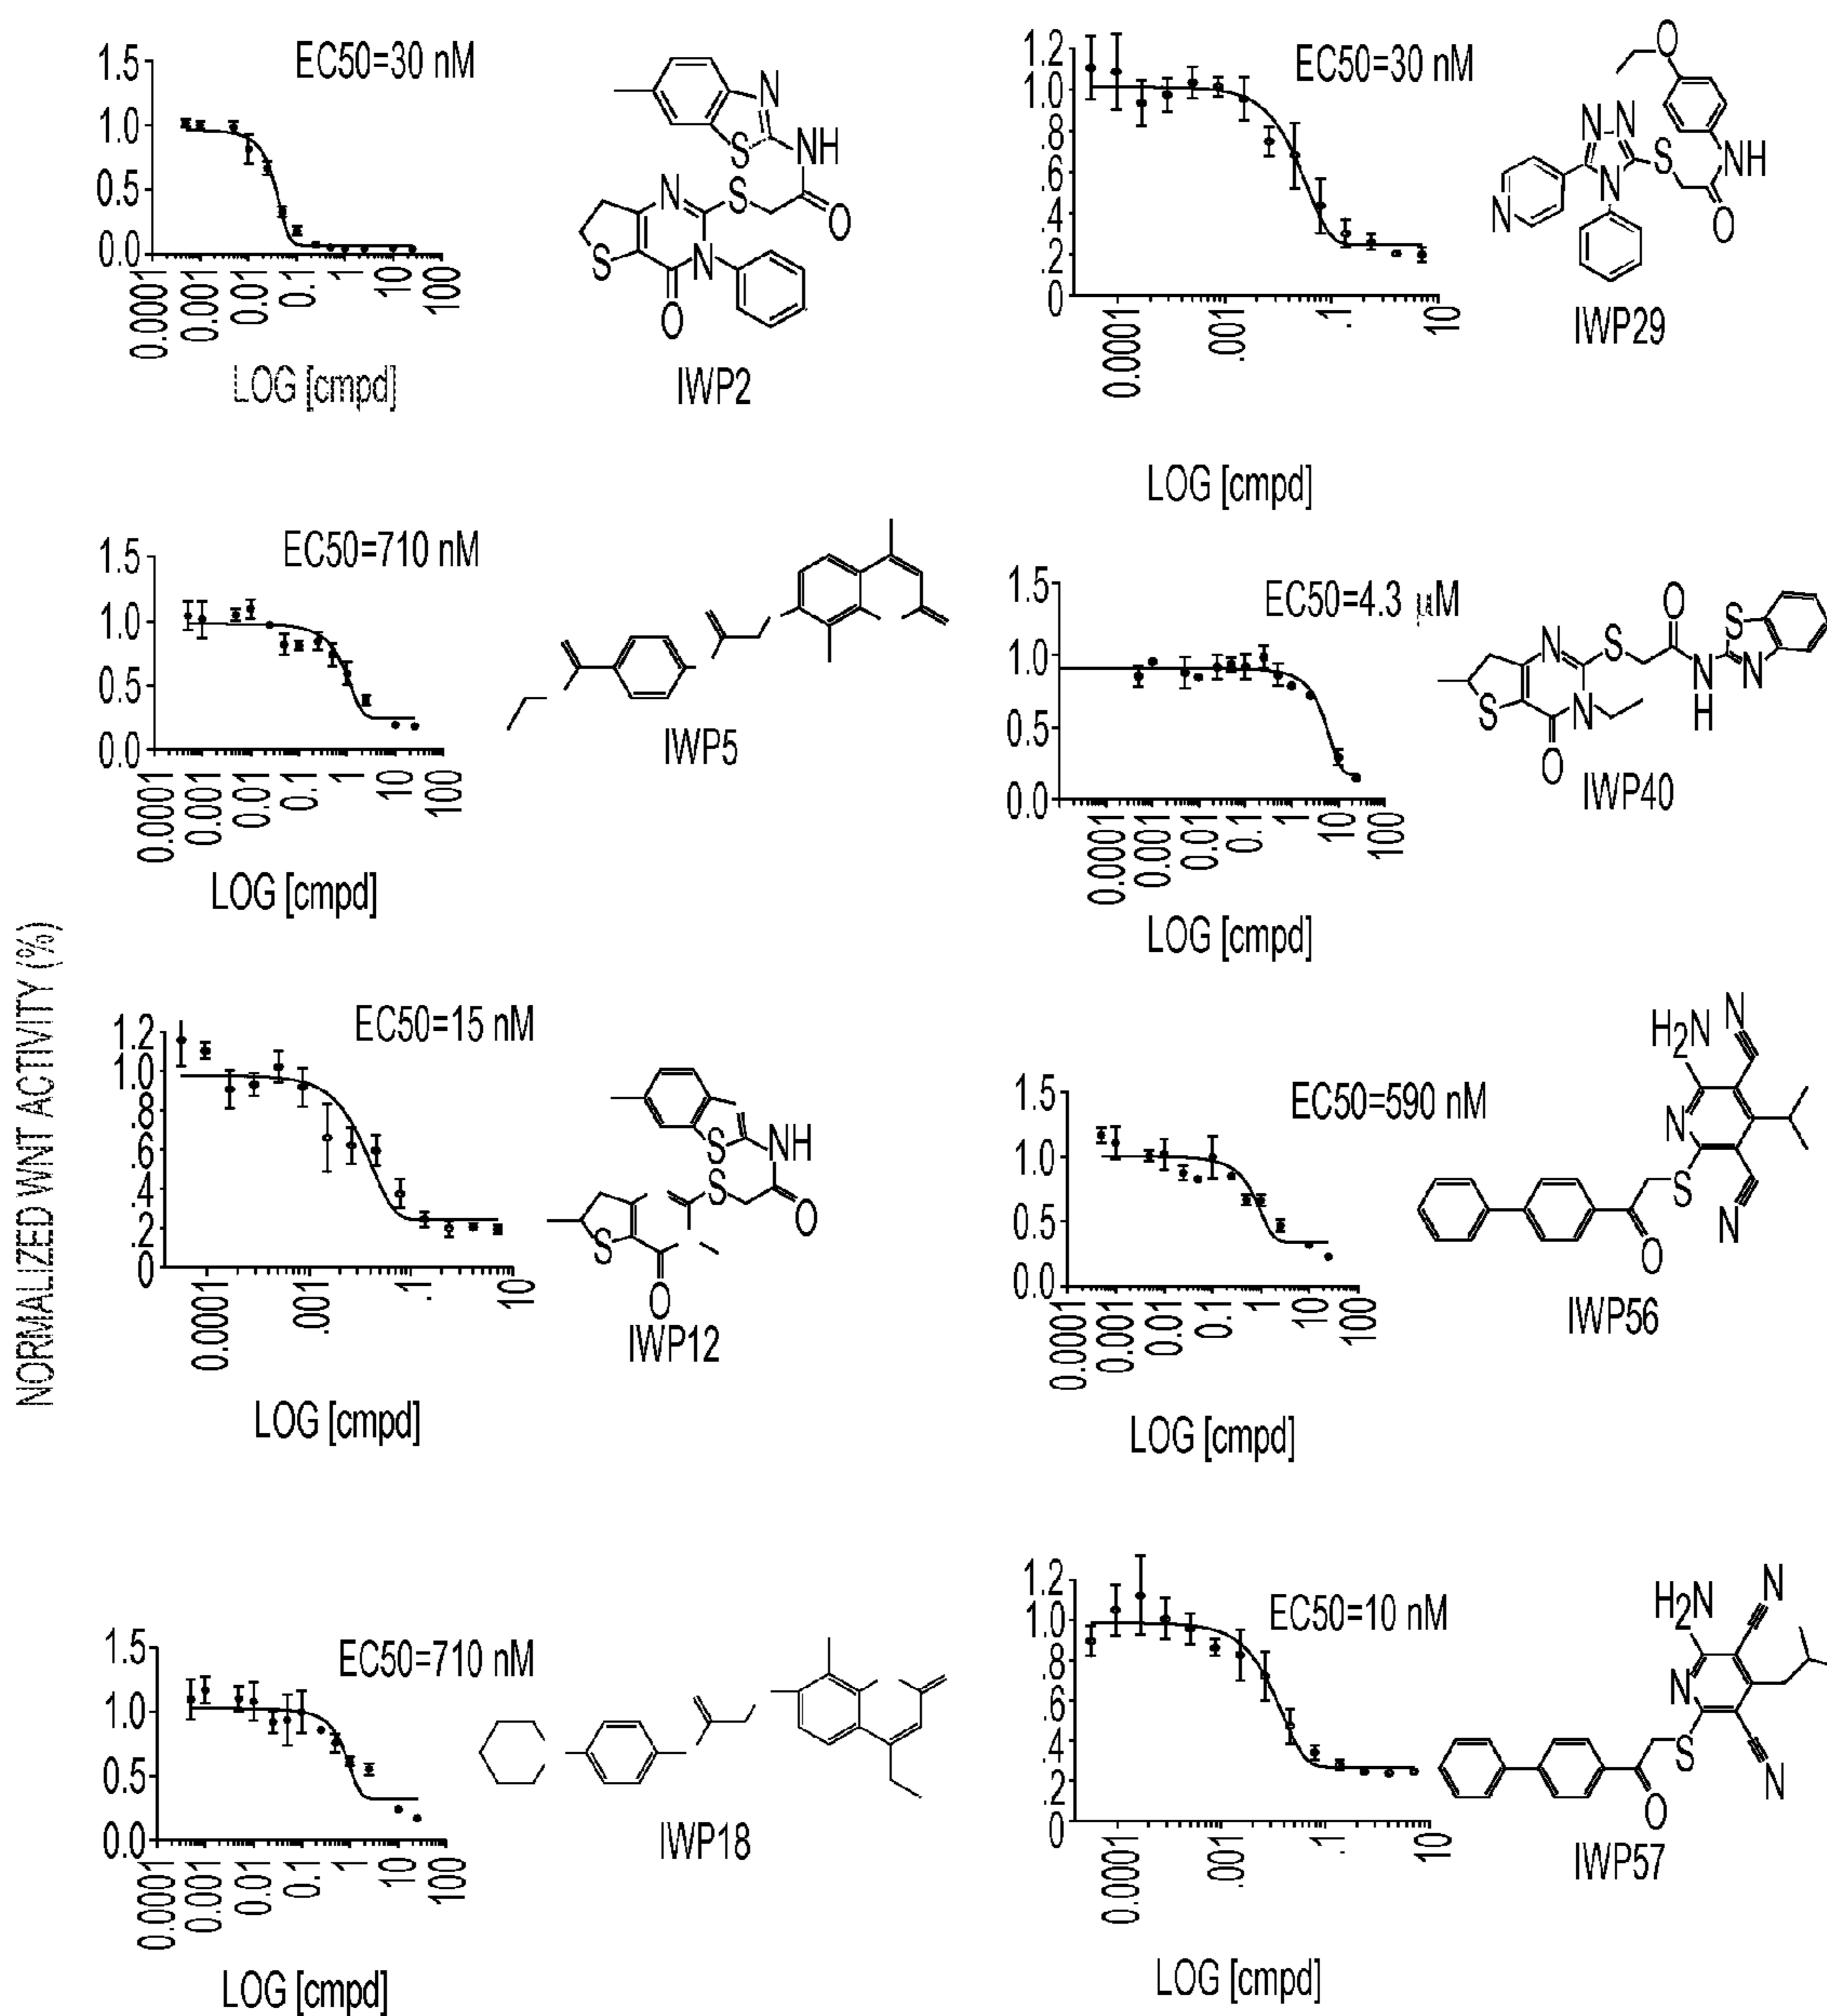 NORMALIZED WNT ACTIVITY (%)
EC50=30 nM
1.5
1.0
0.5
0.0
0.0001
0.001
0.01
0.1
1
10
100
LOG [cmpd]
N
S
NH
N
S
O
S
N
O
IWP2
EC50=30 nM
1.2
1.0
.8
.6
.4
.2
0
0.0001
.001
.1
10
LOG [cmpd]
O
N
N
S
NH
N
N
O
IWP29
EC50=710 nM
1.5
1.0
0.5
0.0
0.0001
0.001
0.01
0.1
1
10
100
LOG [cmpd]
IWP5
EC50=4.3 μM
1.5
1.0
0.5
0.0
0.0001
0.001
0.01
0.1
1
10
100
LOG [cmpd]
O
S
N
S
N
N
H
S
N
O
IWP40
EC50=15 nM
1.2
1.0
.8
.6
.4
.2
0
0.0001
.001
.1
10
LOG [cmpd]
S
NH
S
O
S
O
IWP12
EC50=590 nM
1.5
1.0
0.5
0.0
0.0001
0.001
0.01
0.1
1
10
100
LOG [cmpd]
H2N
N
N
S
N
O
IWP56
EC50=710 nM
1.5
1.0
0.5
0.0
0.0001
0.001
0.01
0.1
1
10
100
LOG [cmpd]
IWP18
EC50=10 nM
1.2
1.0
.8
.6
.4
.2
0
0.0001
.001
.1
10
LOG [cmpd]
H2N
N
N
S
N
O
IWP57